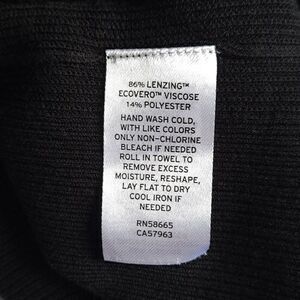 86% LENZING™
ECOVERO™ VISCOSE
14% POLYESTER
HAND WASH COLD,
WITH LIKE COLORS
ONLY NON-CHLORINE
BLEACH IF NEEDED
ROLL IN TOWEL TO
REMOVE EXCESS
MOISTURE, RESHAPE,
LAY FLAT TO DRY
COOL IRON IF
NEEDED
RN58665
CA57963